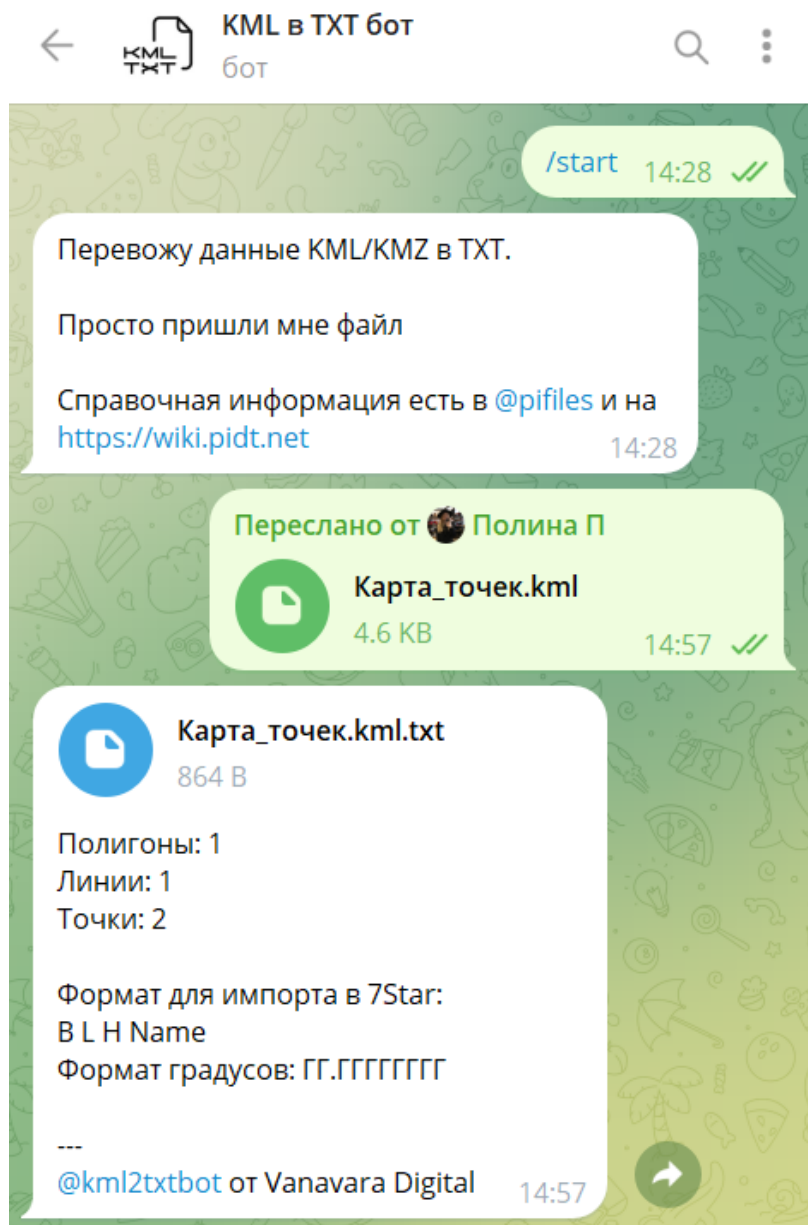 KML в TXT бот
KML
TXT
бот
/start 14:28
Перевожу данные KML/KMZ в TXT.
Просто пришли мне файл
Справочная информация есть в @pifiles и на
https://wiki.pidt.net
14:28
Переслано от Полина П
Карта_точек.kml
4.6 KB
14:57
Карта_точек.kml.txt
864 B
Полигоны: 1
Линии: 1
Точки: 2
Формат для импорта в 7Star:
B L H Name
Формат градусов: ГГ.ГГГГГГГГ
---
@kml2txtbot от Vanavara Digital 14:57